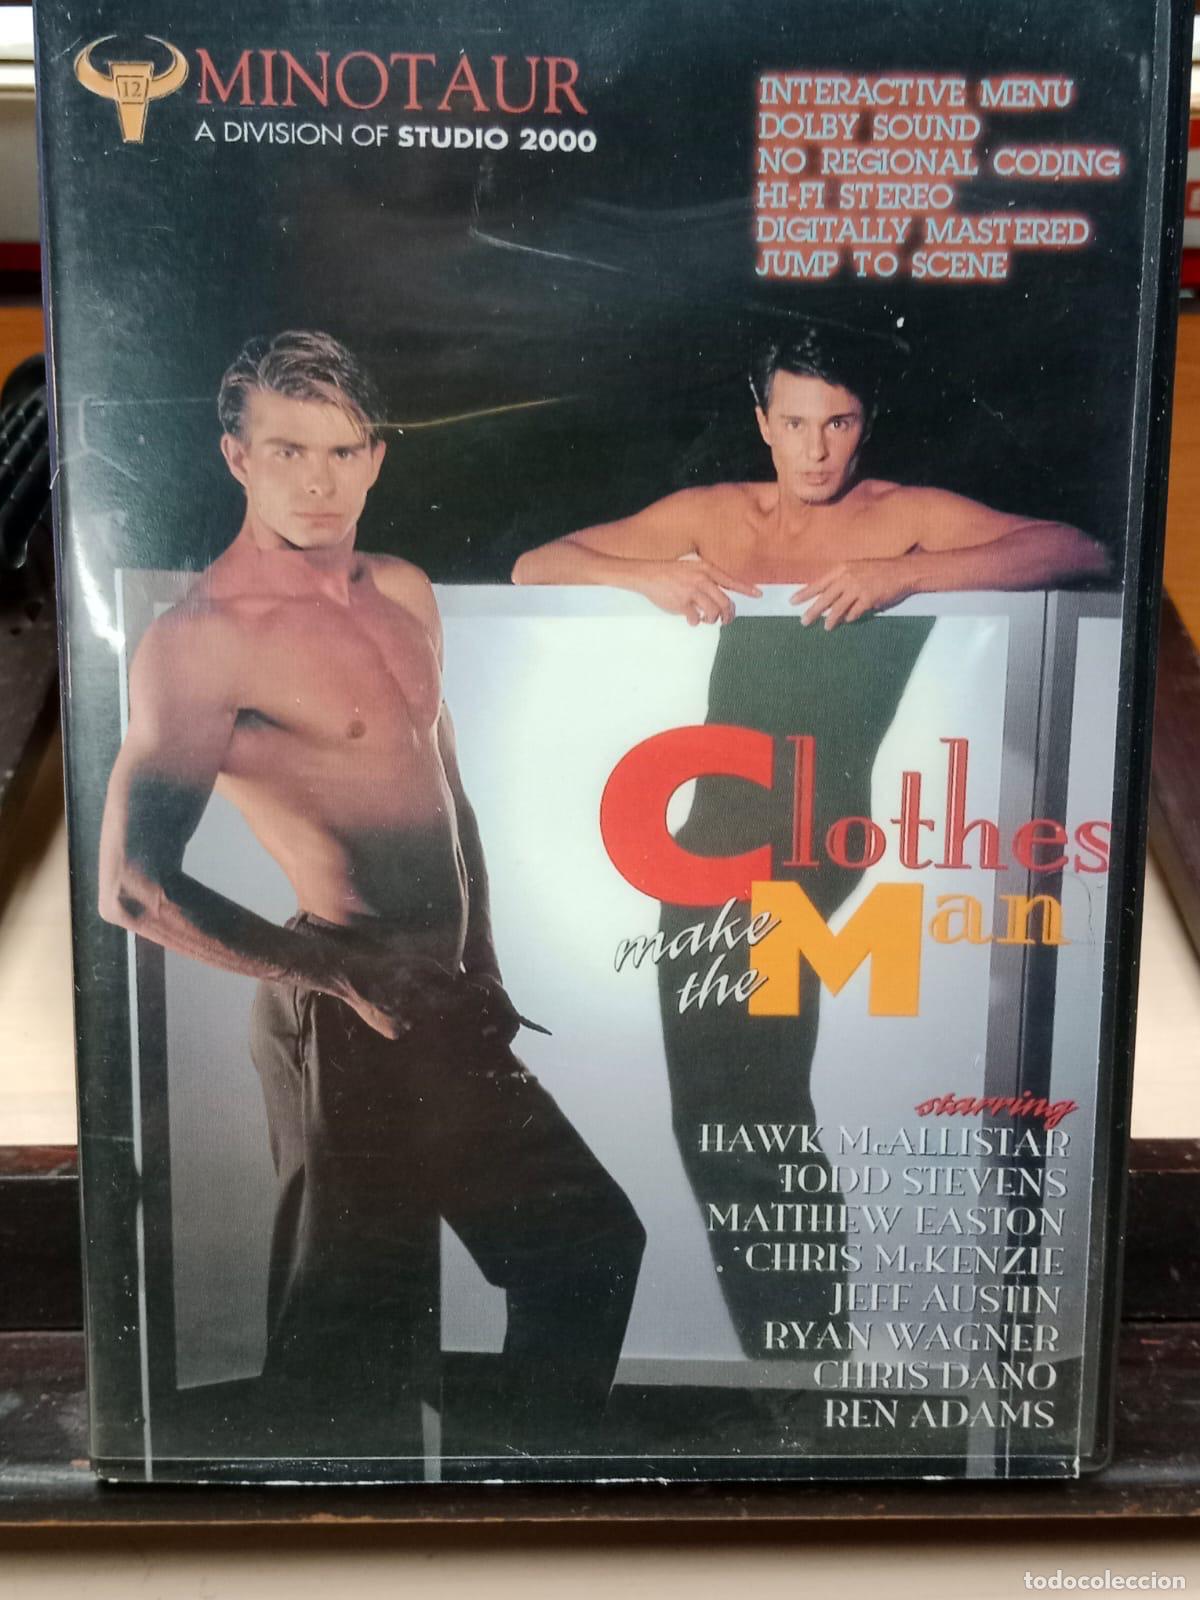 12
MINOTAUR
A DIVISION OF STUDIO 2000
INTERACTIVE MENU
DOLBY SOUND
NO REGIONAL CODING
HI-FI STEREO
DIGITALLY MASTERED
JUMP TO SCENE
Clothes
make the Man
starring
HAWK McALLISTAR
TODD STEVENS
MATTHEW EASTON
CHRIS McKENZIE
JEFF AUSTIN
RYAN WAGNER
CHRIS DANO
REN ADAMS
todocoleccion